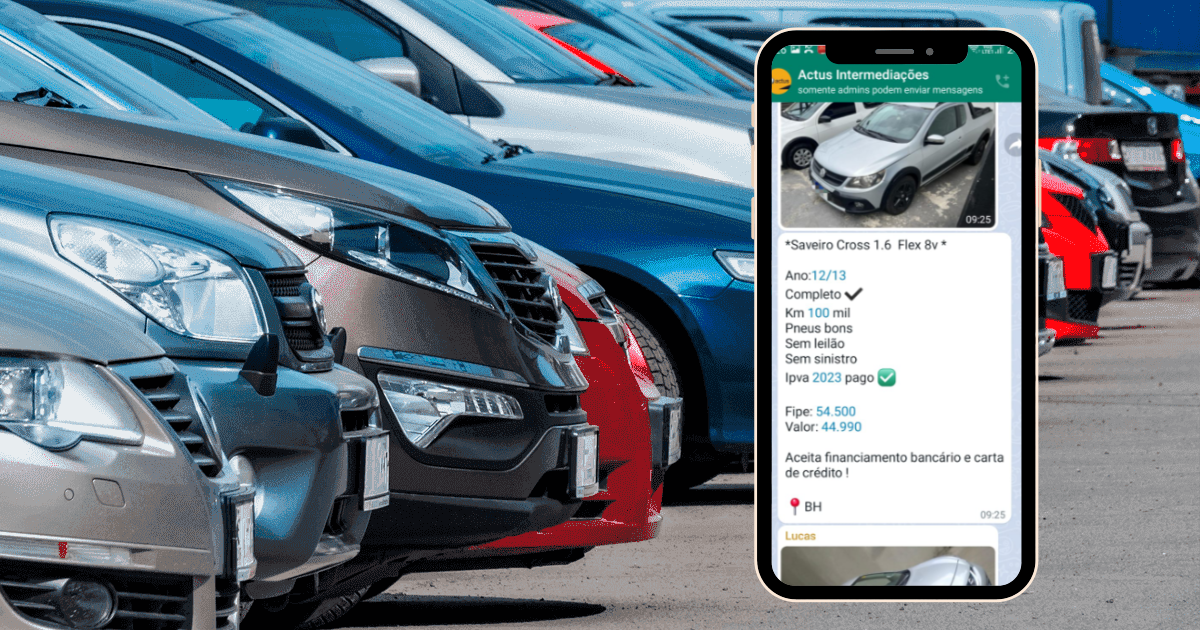 Actus Intermediações
somente admins podem enviar mensagens
Actus
09:25
*Saveiro Cross 1.6 Flex 8v *
Ano:12/13
Completo ✔
Km 100 mil
Pneus bons
Sem leilão
Sem sinistro
Ipva 2023 pago ✅
Fipe: 54.500
Valor: 44.990
Aceita financiamento bancário e carta
de crédito !
📍BH
09:25
Lucas